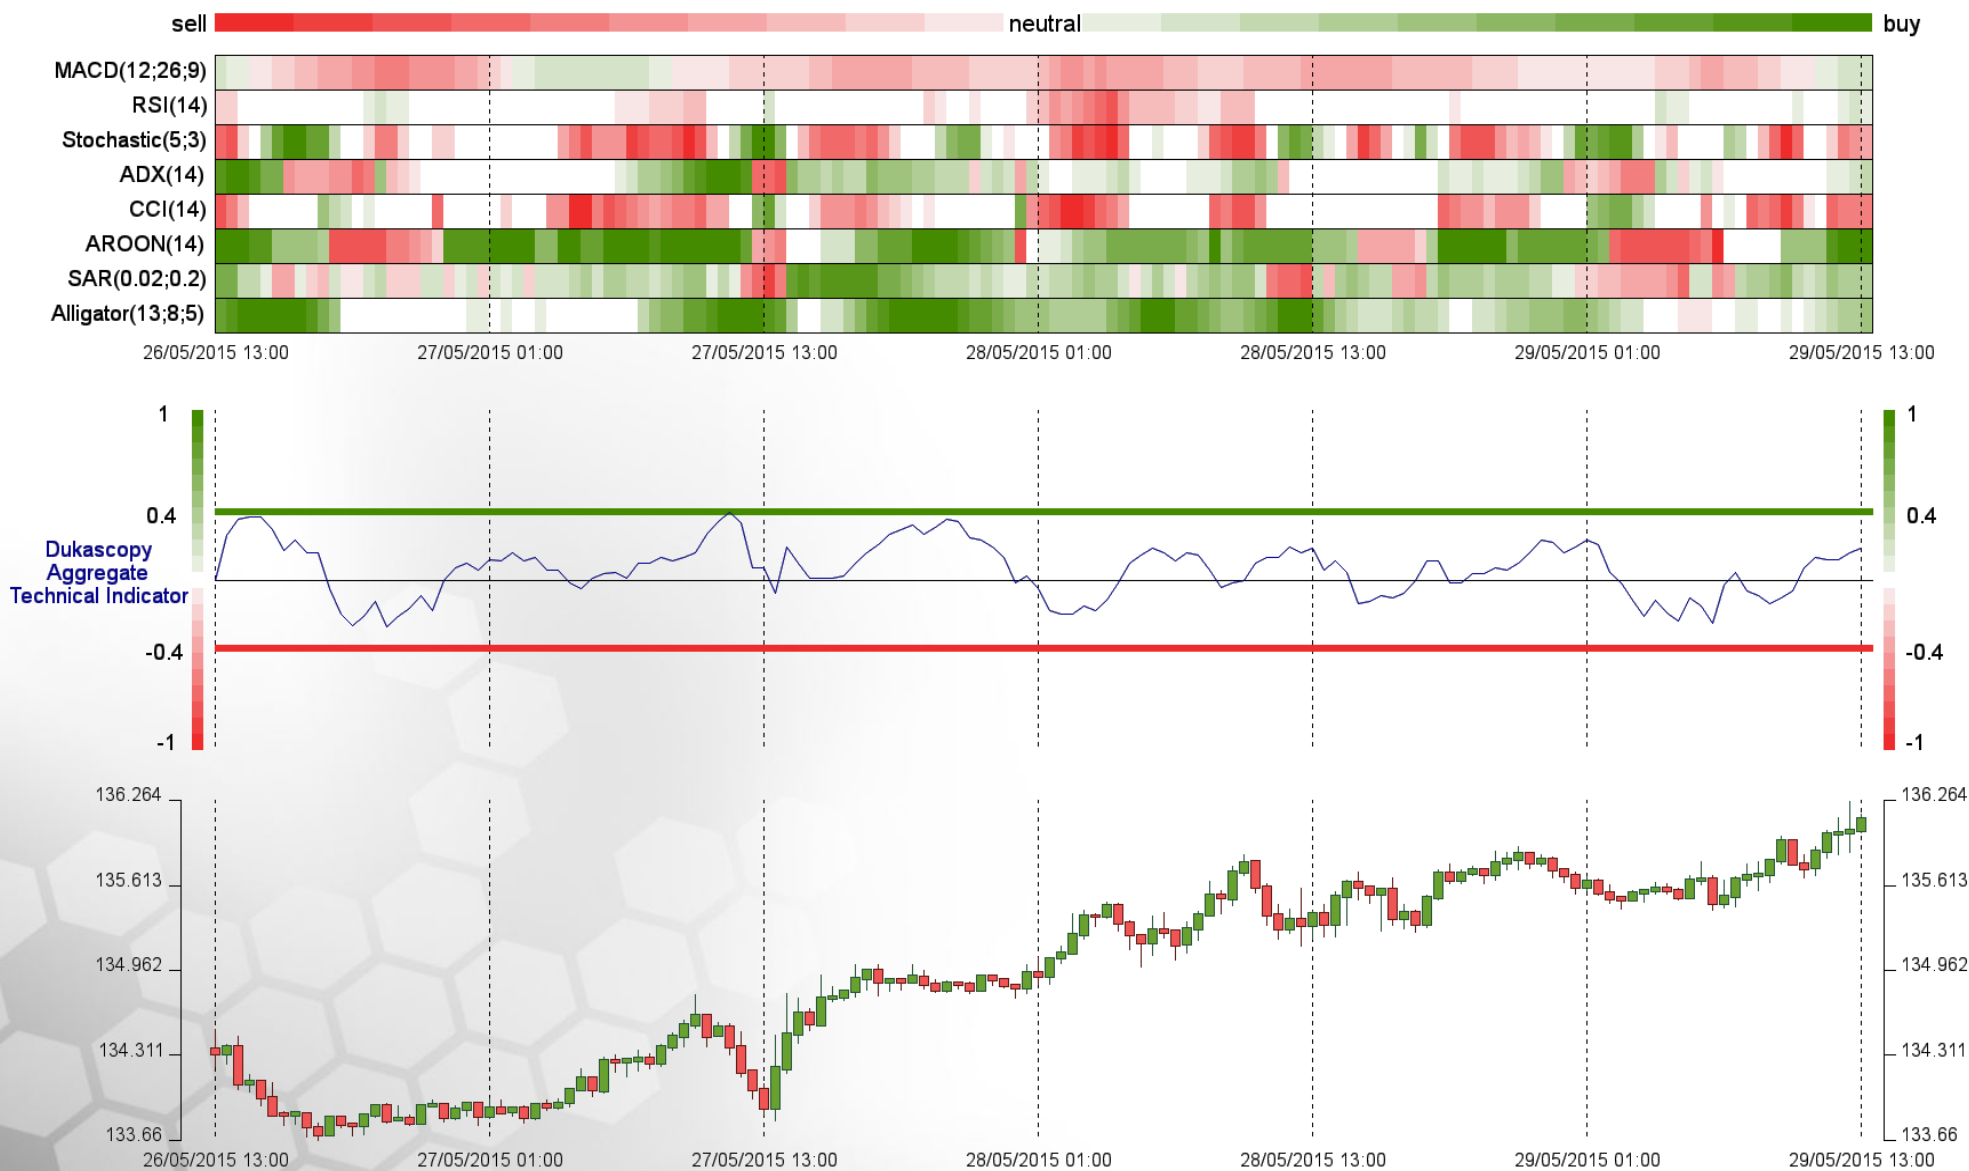 sell neutral buy
MACD(12;26;9)
RSI(14)
Stochastic(5;3)
ADX(14)
CCI(14)
AROON(14)
SAR(0.02;0.2)
Alligator(13;8;5)
26/05/2015 13:00 27/05/2015 01:00 27/05/2015 13:00 28/05/2015 01:00 28/05/2015 13:00 29/05/2015 01:00 29/05/2015 13:00
1 1
0.4 0.4
Dukascopy
Aggregate
Technical Indicator
-0.4 -0.4
-1 -1
136.264 136.264
135.613 135.613
134.962 134.962
134.311 134.311
133.66 133.66
26/05/2015 13:00 27/05/2015 01:00 27/05/2015 13:00 28/05/2015 01:00 28/05/2015 13:00 29/05/2015 01:00 29/05/2015 13:00